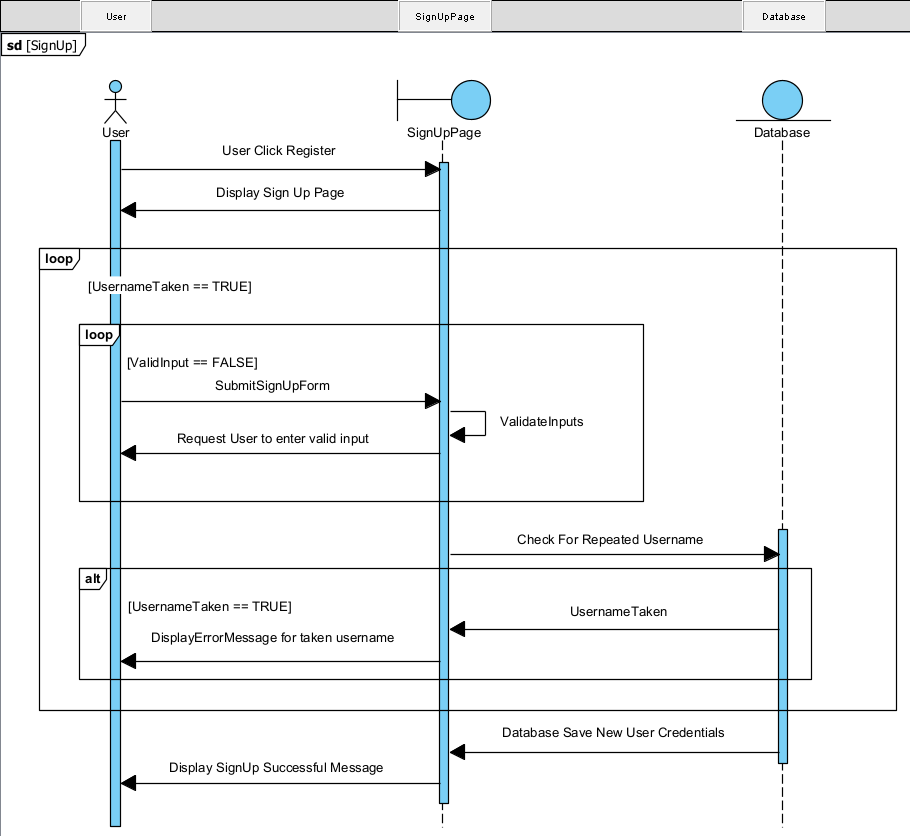 User
SignUpPage
Database
sd [SignUp]
User
SignUpPage
Database
User Click Register
Display Sign Up Page
loop
[UsernameTaken == TRUE]
loop
[ValidInput == FALSE]
SubmitSignUpForm
ValidateInputs
Request User to enter valid input
Check For Repeated Username
alt
[UsernameTaken == TRUE]
UsernameTaken
DisplayErrorMessage for taken username
Database Save New User Credentials
Display SignUp Successful Message